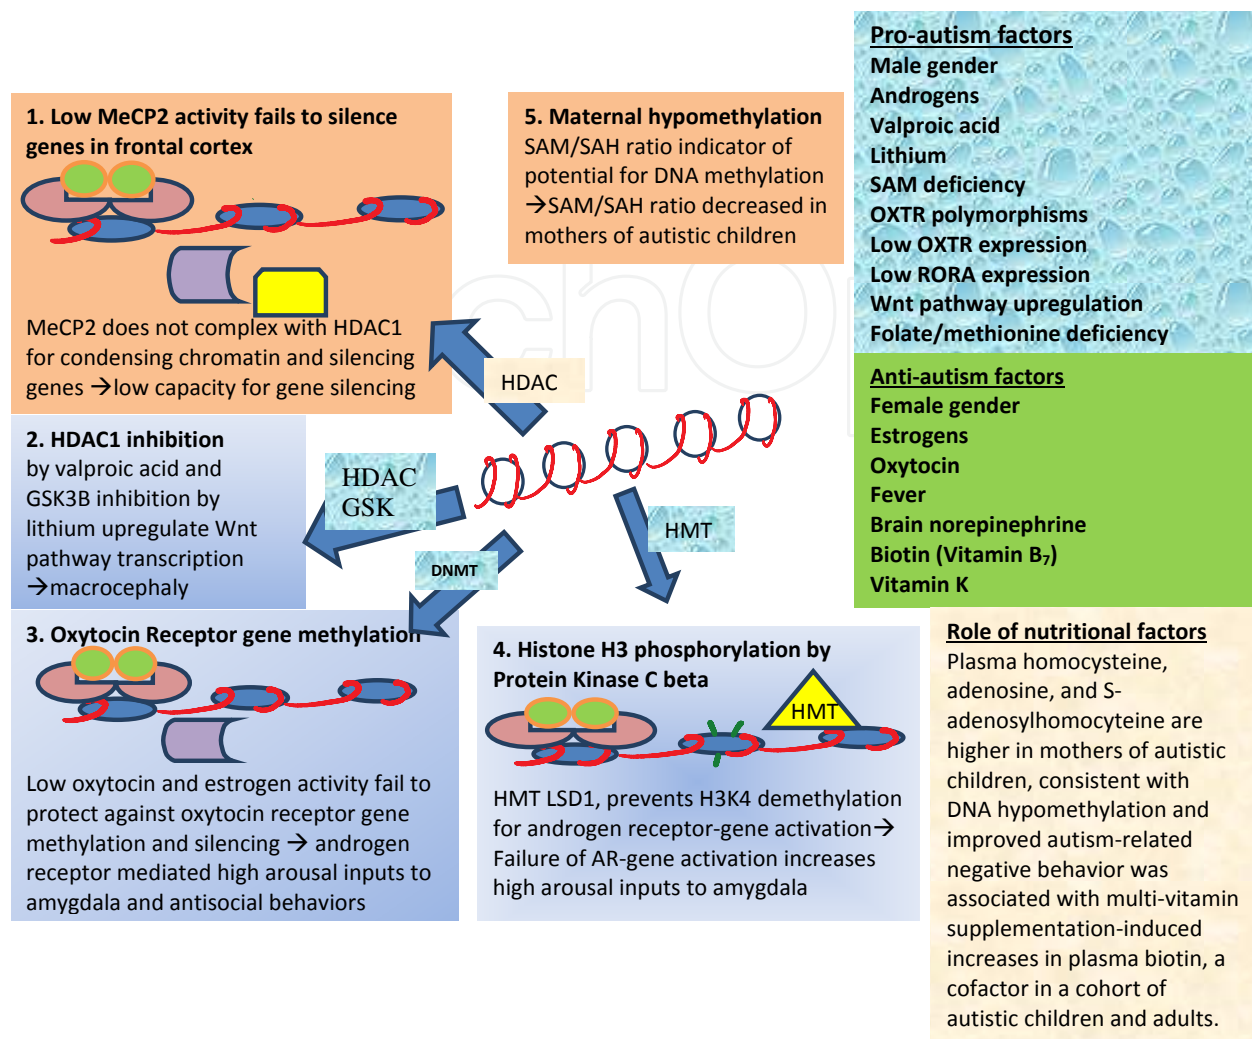 1. Low MeCP2 activity fails to silence
genes in frontal cortex
MeCP2 does not complex with HDAC1
for condensing chromatin and silencing
genes →low capacity for gene silencing
5. Maternal hypomethylation
SAM/SAH ratio indicator of
potential for DNA methylation
→SAM/SAH ratio decreased in
mothers of autistic children
Pro-autism factors
Male gender
Androgens
Valproic acid
Lithium
SAM deficiency
OXTR polymorphisms
Low OXTR expression
Low RORA expression
Wnt pathway upregulation
Folate/methionine deficiency
chO
HDAC
2. HDAC1 inhibition
by valproic acid and
GSK3B inhibition by
lithium upregulate Wnt
pathway transcription
→macrocephaly
HDAC
GSK
DNMT
HMT
Anti-autism factors
Female gender
Estrogens
Oxytocin
Fever
Brain norepinephrine
Biotin (Vitamin B₇)
Vitamin K
3. Oxytocin Receptor gene methylation
Low oxytocin and estrogen activity fail to
protect against oxytocin receptor gene
methylation and silencing → androgen
receptor mediated high arousal inputs to
amygdala and antisocial behaviors
4. Histone H3 phosphorylation by
Protein Kinase C beta
HMT
HMT LSD1, prevents H3K4 demethylation
for androgen receptor-gene activation→
Failure of AR-gene activation increases
high arousal inputs to amygdala
Role of nutritional factors
Plasma homocysteine,
adenosine, and S-
adenosylhomocyteine are
higher in mothers of autistic
children, consistent with
DNA hypomethylation and
improved autism-related
negative behavior was
associated with multi-vitamin
supplementation-induced
increases in plasma biotin, a
cofactor in a cohort of
autistic children and adults.